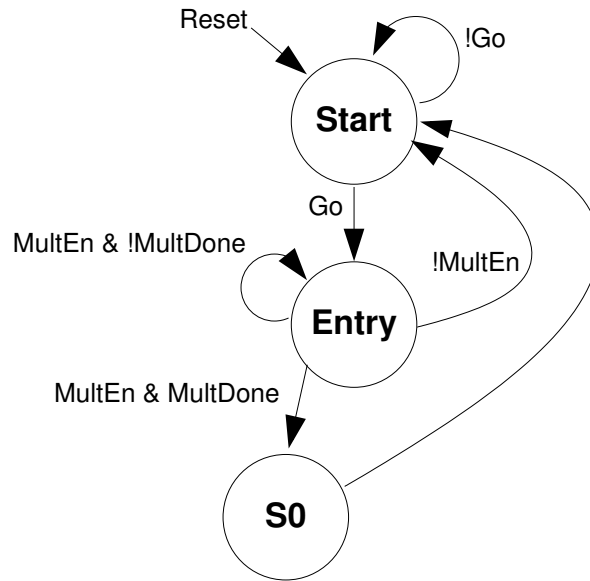 Reset
!Go
Start
Go
MultEn & !MultDone
!MultEn
Entry
MultEn & MultDone
S0